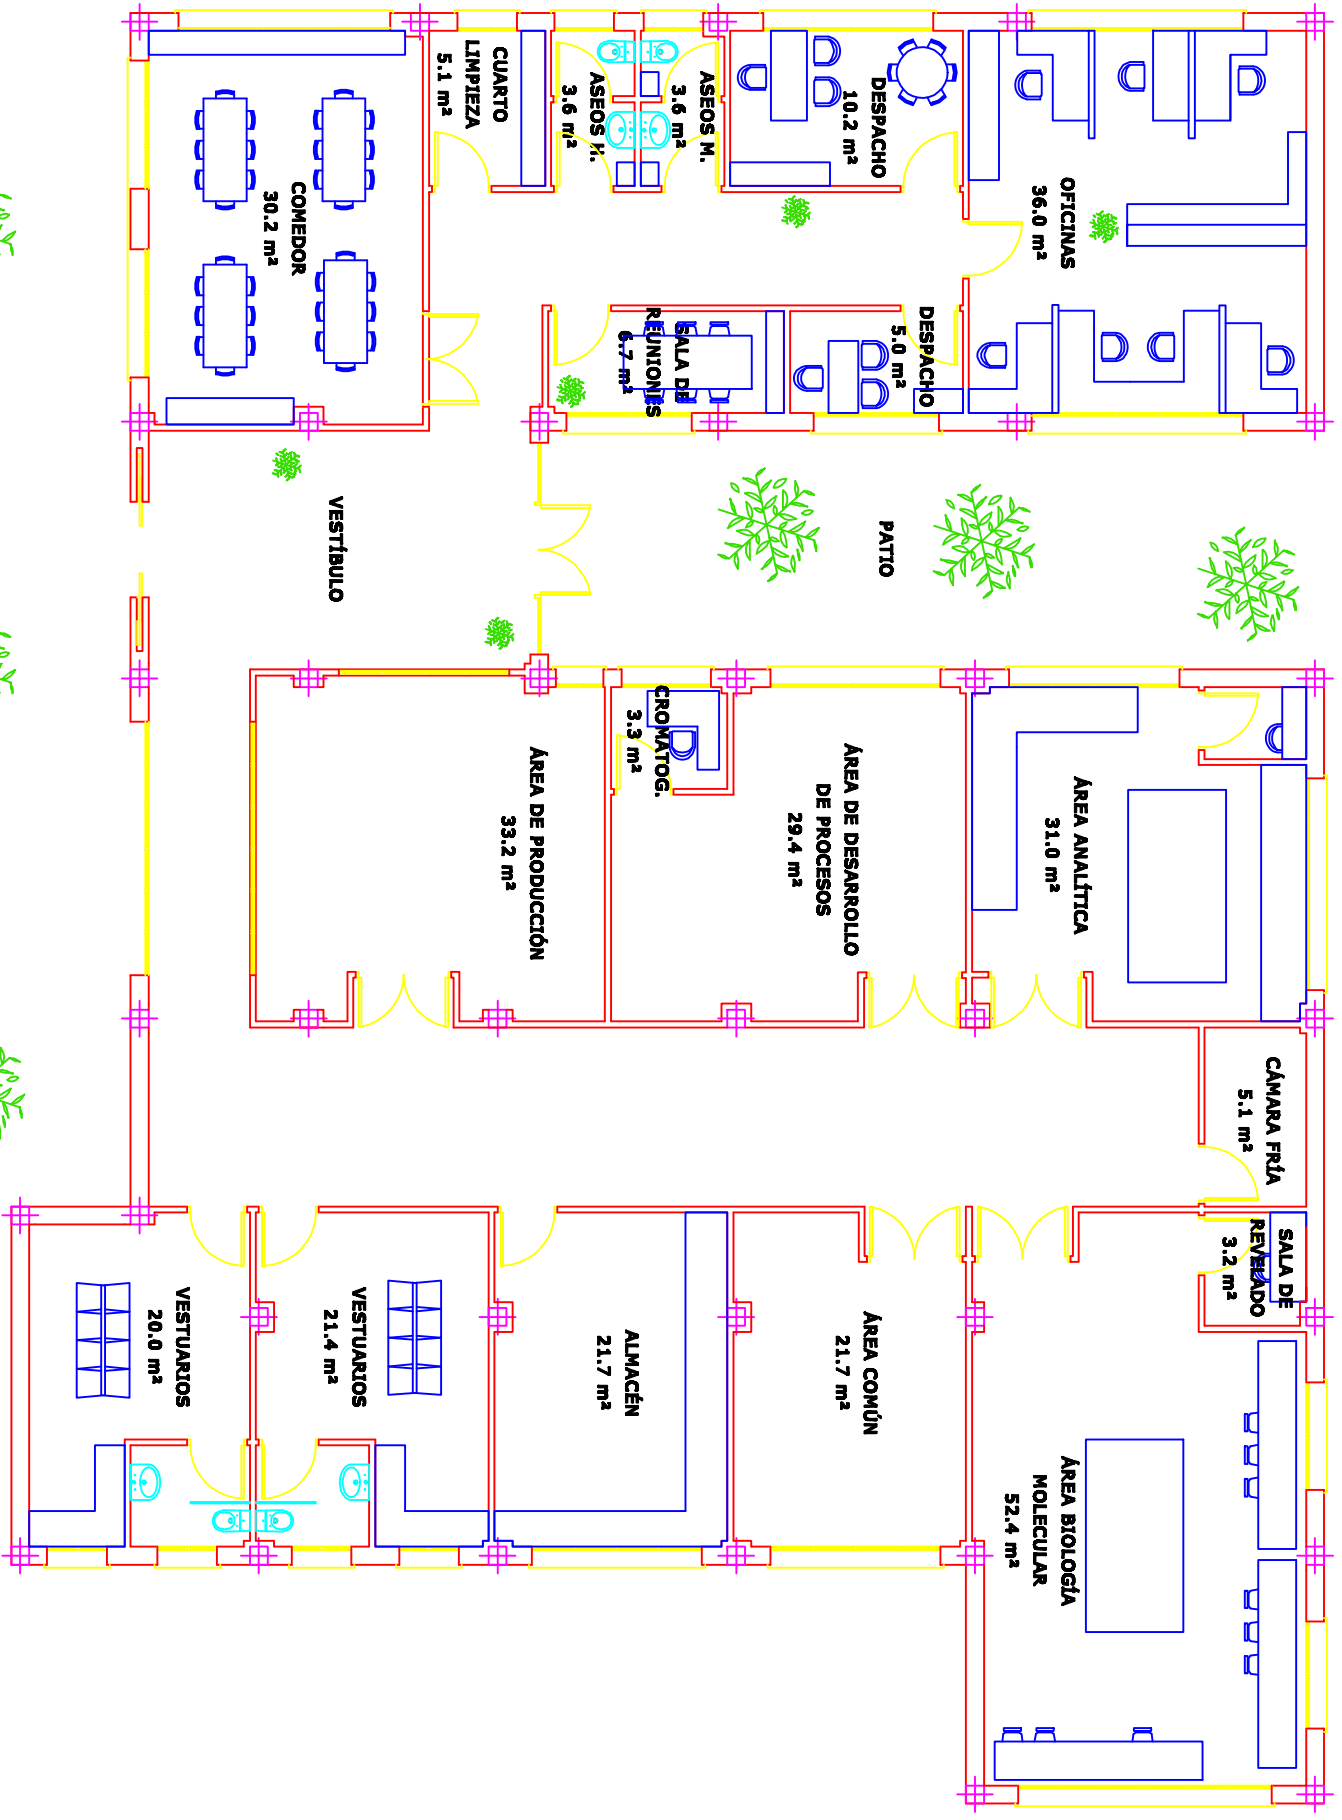 CUARTO
LIMPIEZA
5.1 m²
ASEOS H.
3.6 m²
ASEOS M.
3.6 m²
DESPACHO
10.2 m²
OFICINAS
36.0 m²
COMEDOR
30.2 m²
SALA DE
REUNIONES
6.7 m²
DESPACHO
5.0 m²
VESTÍBULO
PATIO
CROMATOG.
3.3 m²
ÁREA DE PRODUCCIÓN
33.2 m²
ÁREA DE DESARROLLO
DE PROCESOS
29.4 m²
ÁREA ANALÍTICA
31.0 m²
CÁMARA FRÍA
5.1 m²
SALA DE
REVELADO
3.2 m²
VESTUARIOS
20.0 m²
VESTUARIOS
21.4 m²
ALMACÉN
21.7 m²
ÁREA COMÚN
21.7 m²
ÁREA BIOLOGÍA
MOLECULAR
52.4 m²